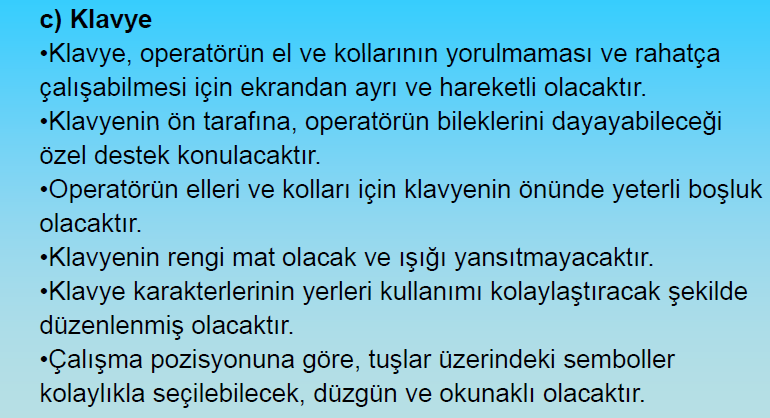 c) Klavye
•Klavye, operatörün el ve kollarının yorulmaması ve rahatça
çalışabilmesi için ekrandan ayrı ve hareketli olacaktır.
•Klavyenin ön tarafına, operatörün bileklerini dayayabileceği
özel destek konulacaktır.
•Operatörün elleri ve kolları için klavyenin önünde yeterli boşluk
olacaktır.
•Klavyenin rengi mat olacak ve ışığı yansıtmayacaktır.
•Klavye karakterlerinin yerleri kullanımı kolaylaştıracak şekilde
düzenlenmiş olacaktır.
•Çalışma pozisyonuna göre, tuşlar üzerindeki semboller
kolaylıkla seçilebilecek, düzgün ve okunaklı olacaktır.